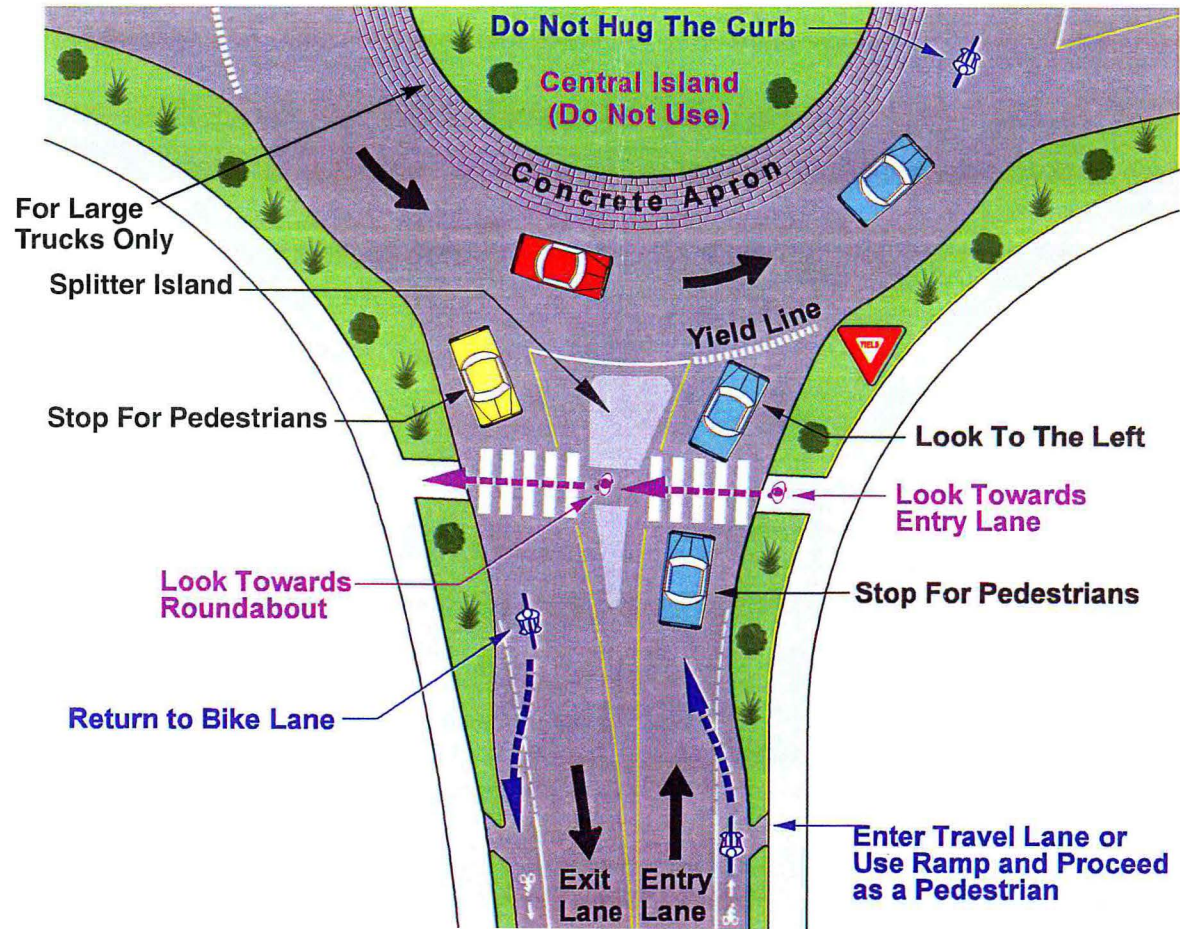 Do Not Hug The Curb
Central Island
(Do Not Use)
Concrete Apron
For Large
Trucks Only
Splitter Island
Yield Line
YIELD
Stop For Pedestrians
Look To The Left
Look Towards
Entry Lane
Look Towards
Roundabout
Stop For Pedestrians
Return to Bike Lane
Enter Travel Lane or
Use Ramp and Proceed
as a Pedestrian
Exit
Lane
Entry
Lane